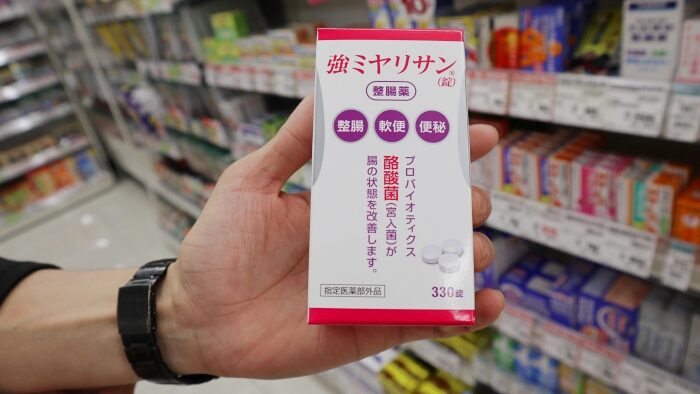 強ミヤリサン®
(錠)
整腸薬
整腸
軟便
便秘
プロバイオティクス
酪酸菌(宮入菌)が
腸の状態を改善します。
指定医薬部外品
330錠